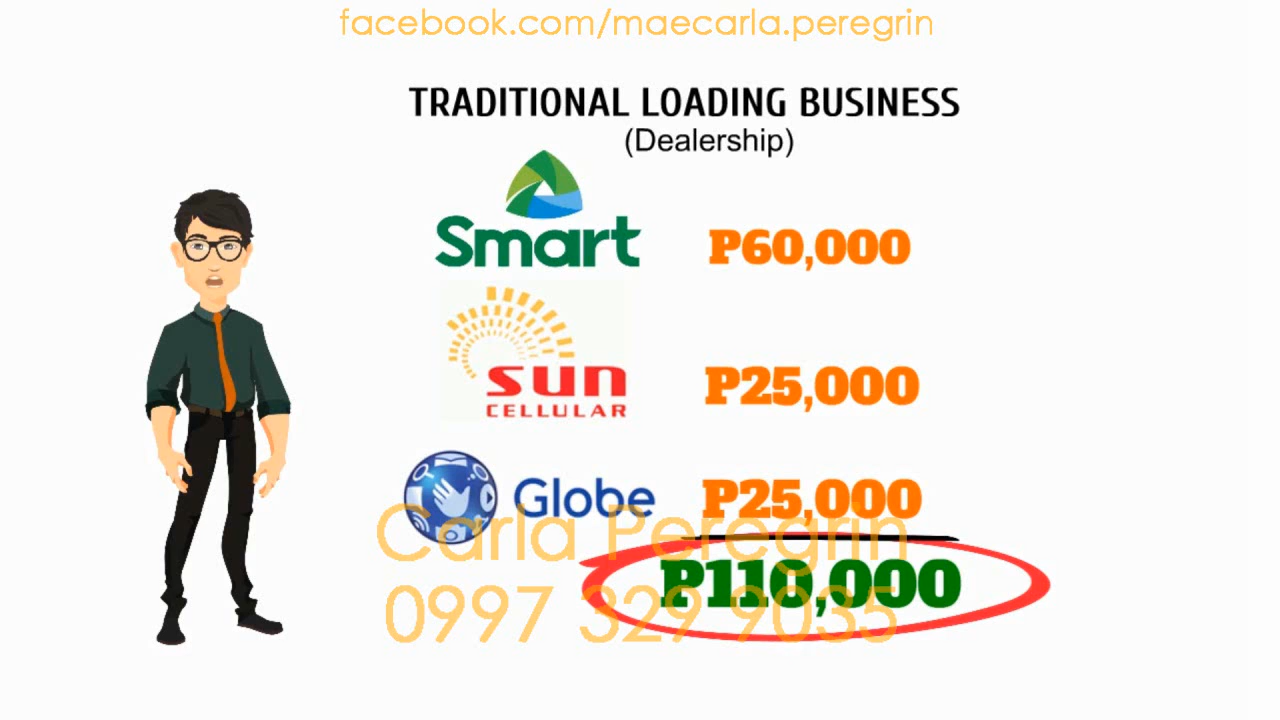 facebook.com/maecarla.peregrin
TRADITIONAL LOADING BUSINESS
(Dealership)
Smart P60,000
SUN
CELLULAR
P25,000
Globe P25,000
Carla Peregrin
P110,000
0997 329 9035